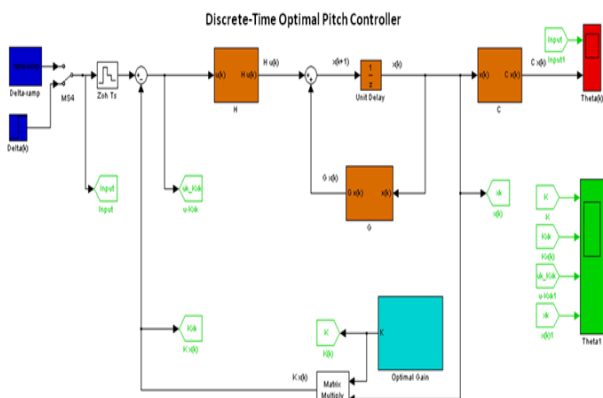 Discrete-Time Optimal Pitch Controller
Delta-ramp
MS4
Zoh Ts
Delta(k)
u(k)
H u(k)
H
H u(k)
x(k+1)
1
z
Unit Delay
x(k)
x(k)
C x(k)
C
C x(k)
Input
Input1
Theta(k)
G x(k)
G x(k)
x(k)
G
Input
Input
uk_Kxk
u-Kxk
xk
x(k)
K
K
Kxk
Kx(k)
uk_Kxk
u-Kxk1
xk
x(k)1
Theta1
Kxk
K x(k)
K
K(k)
K
Optimal Gain
K x(k)
Matrix
Multiply